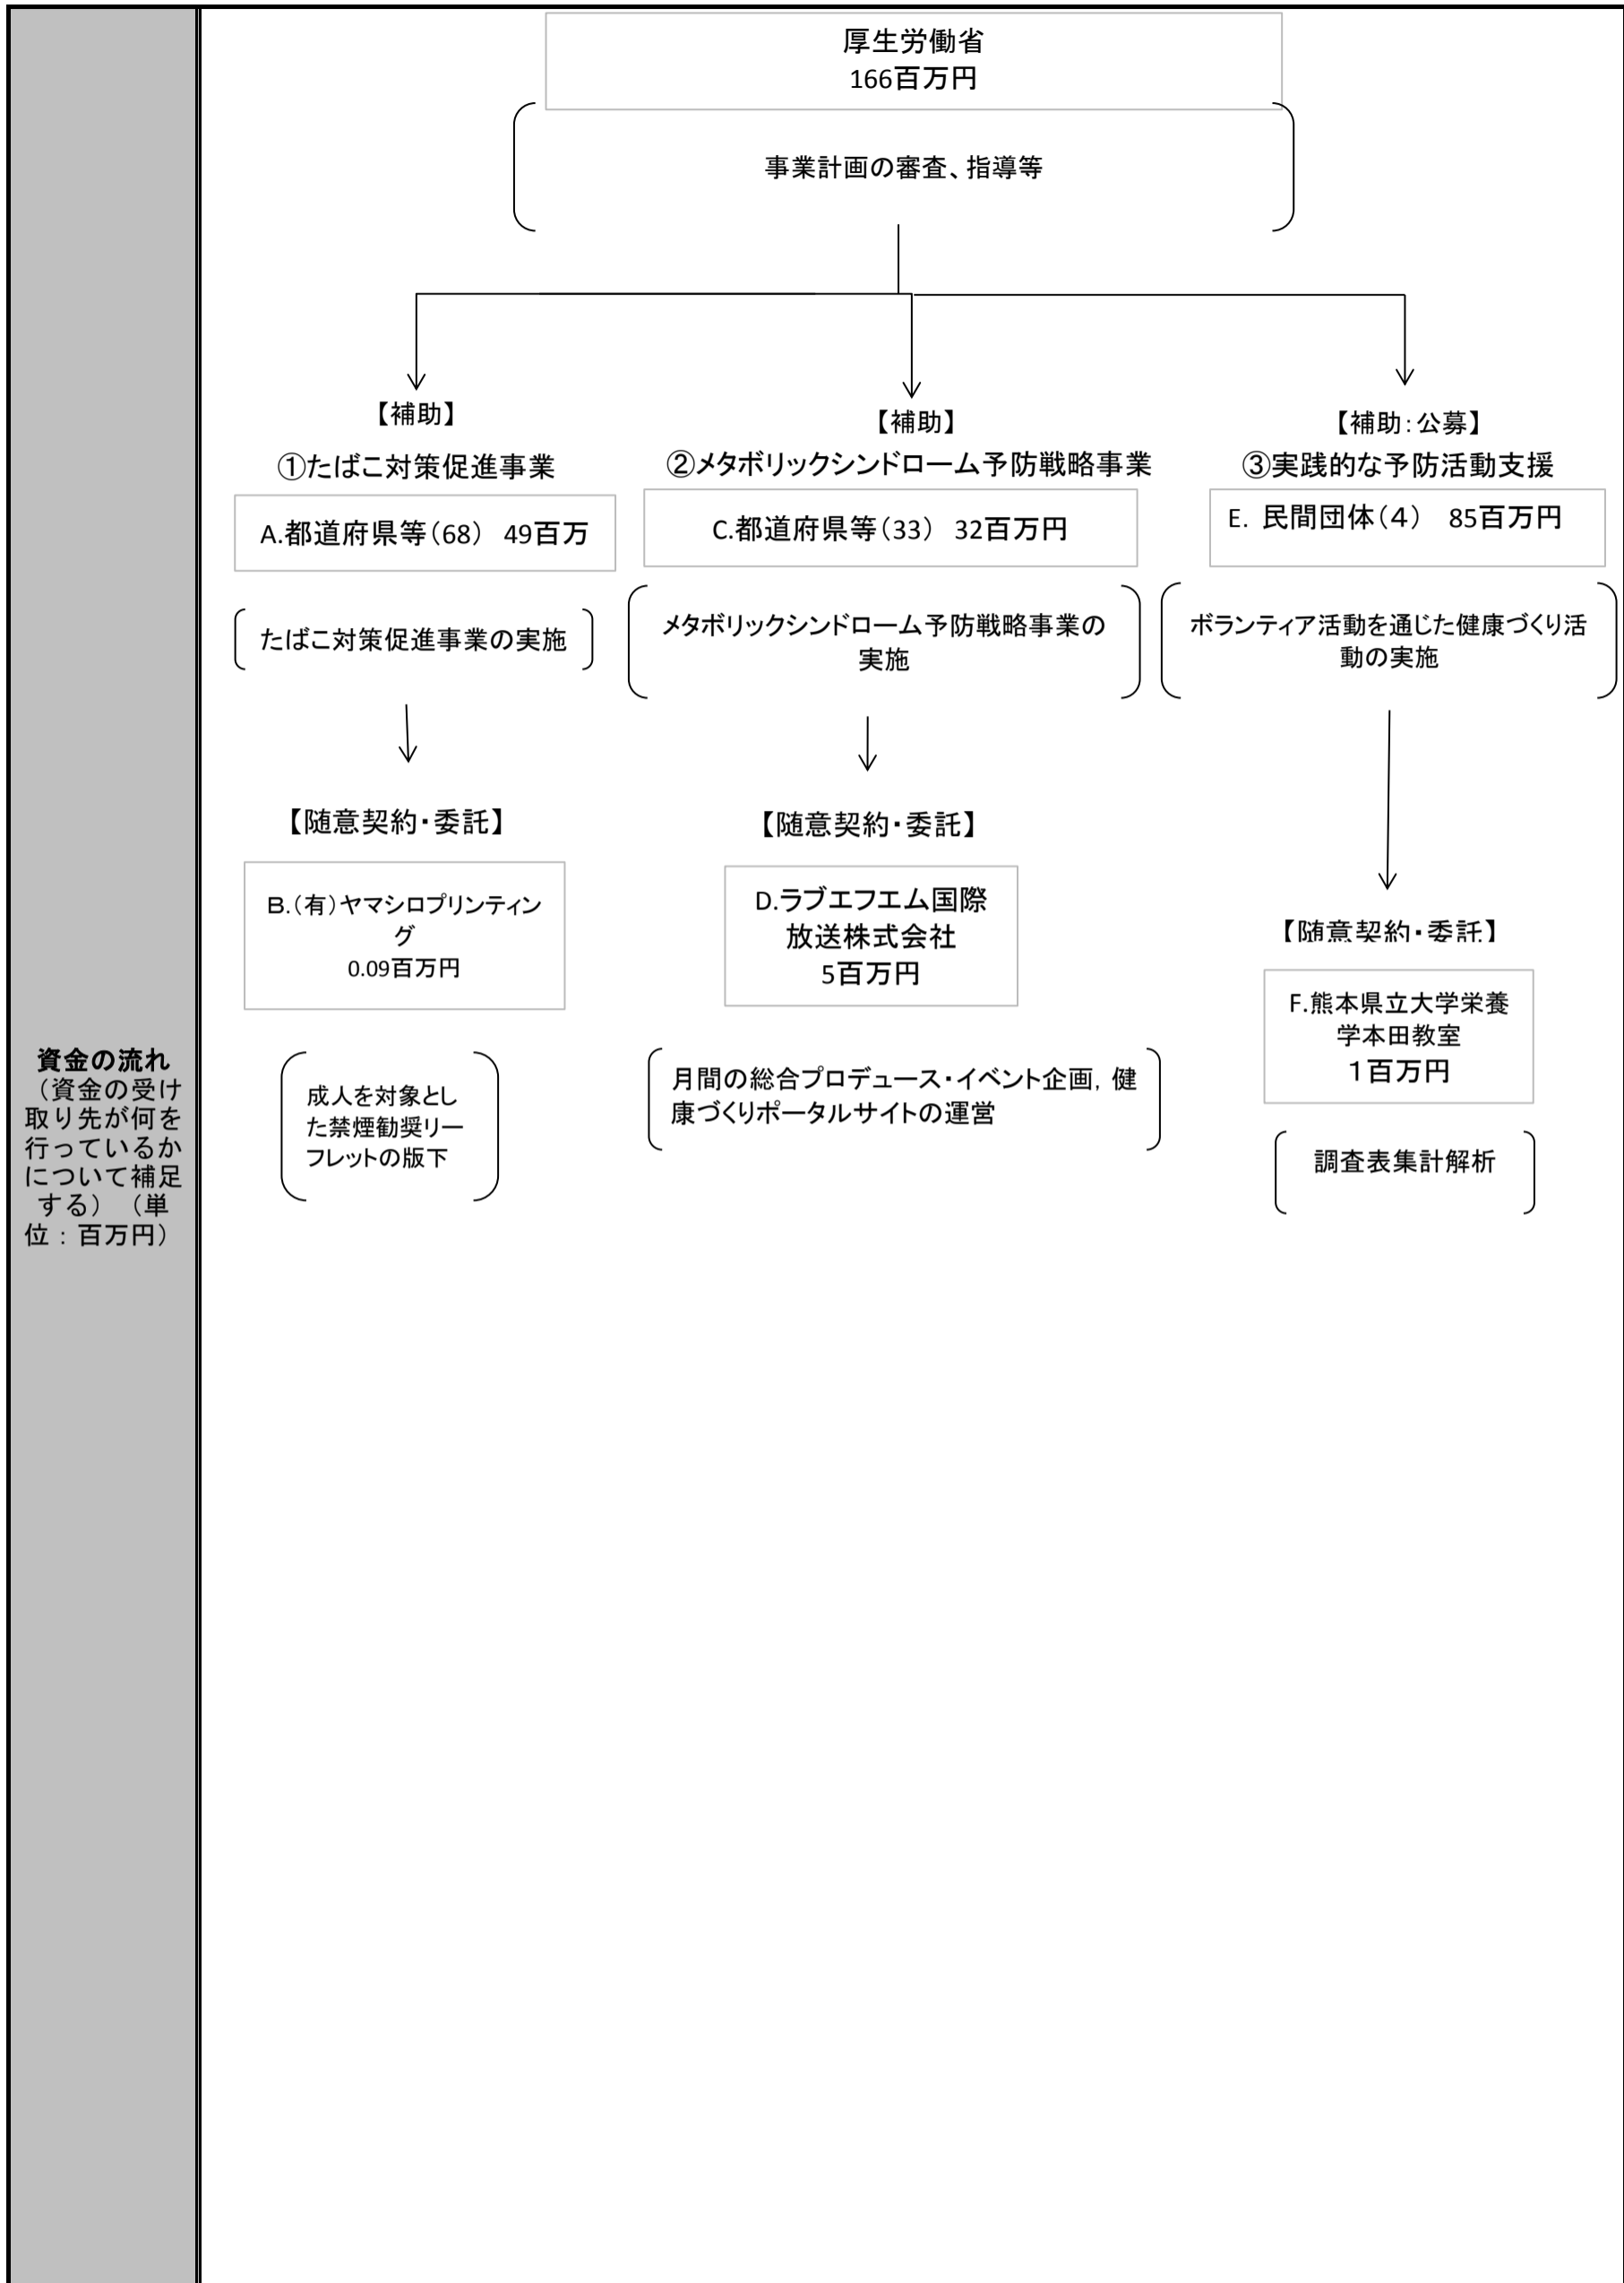 厚生労働省
166百万円
事業計画の審査、指導等
【補助】
①たばこ対策促進事業
A.都道府県等（68） 49百万
たばこ対策促進事業の実施
【随意契約・委託】
B.（有）ヤマシロプリンティン
グ
0.09百万円
成人を対象とし
た禁煙勧奨リー
フレットの版下
【補助】
②メタボリックシンドローム予防戦略事業
C.都道府県等（33） 32百万円
メタボリックシンドローム予防戦略事業の
実施
【随意契約・委託】
D.ラブエフエム国際
放送株式会社
5百万円
月間の総合プロデュース・イベント企画，健
康づくりポータルサイトの運営
【補助：公募】
③実践的な予防活動支援
E. 民間団体（４） 85百万円
ボランティア活動を通じた健康づくり活
動の実施
【随意契約・委託】
F.熊本県立大学栄養
学本田教室
１百万円
調査表集計解析
資金の流れ
（資金の受け
取り先が何を
行っているか
について補足
する）（単
位：百万円）